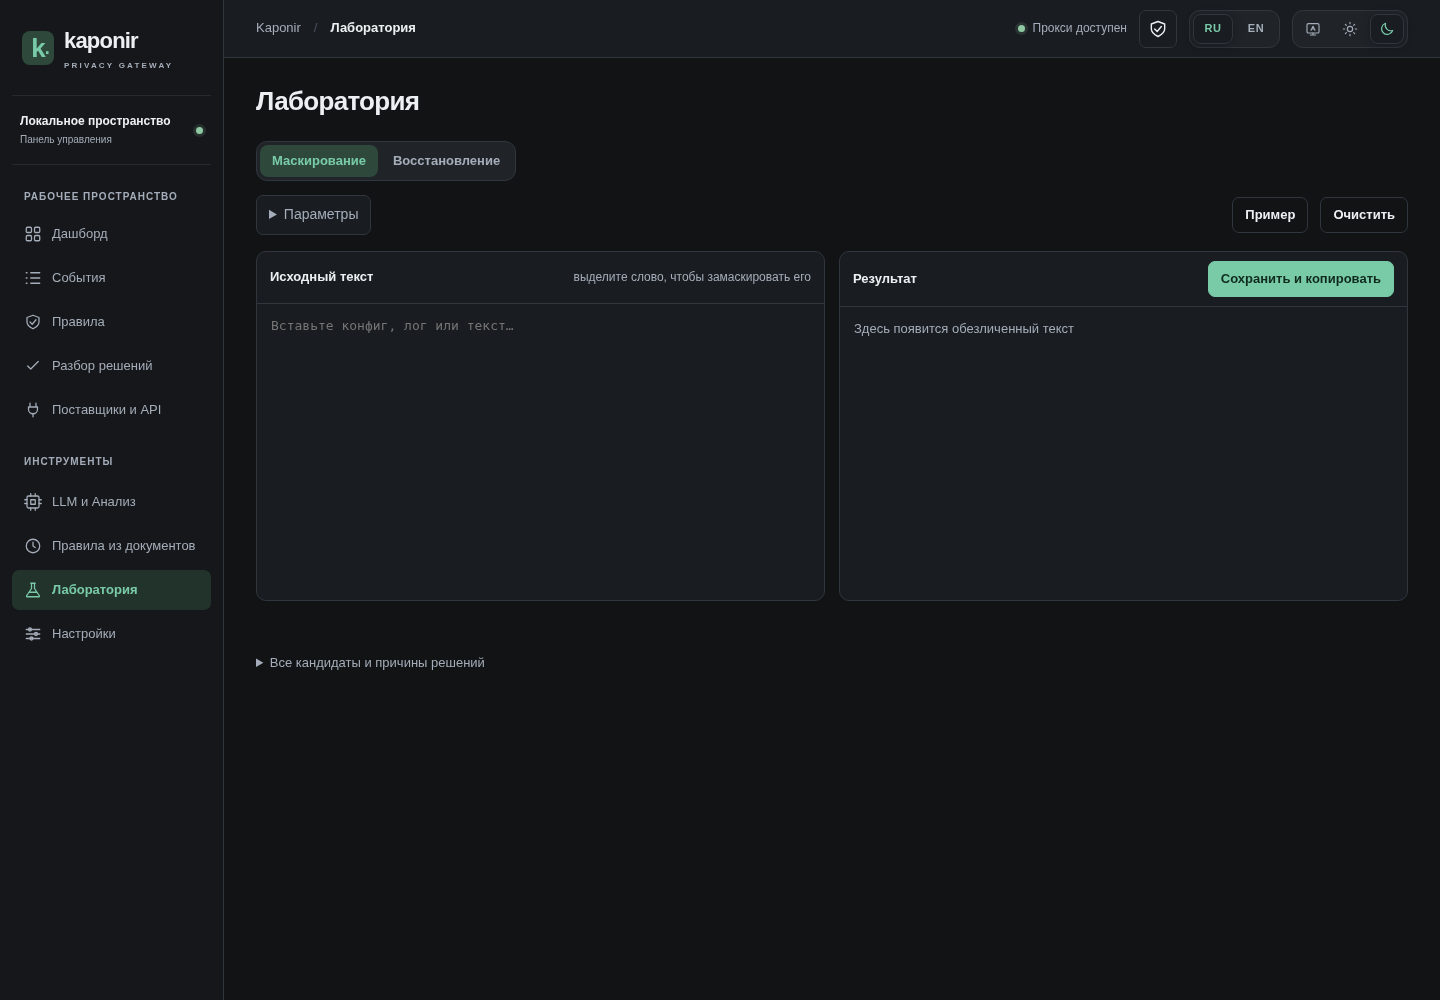 kaponir
PRIVACY GATEWAY
Локальное пространство
Панель управления
РАБОЧЕЕ ПРОСТРАНСТВО
Дашборд
События
Правила
Разбор решений
Поставщики и API
ИНСТРУМЕНТЫ
LLM и Анализ
Правила из документов
Лаборатория
Настройки
Kaponir / Лаборатория
Прокси доступен
RU EN
Лаборатория
Маскирование Восстановление
Параметры
Пример Очистить
Исходный текст выделите слово, чтобы замаскировать его
Вставьте конфиг, лог или текст…
Результат Сохранить и копировать
Здесь появится обезличенный текст
Все кандидаты и причины решений